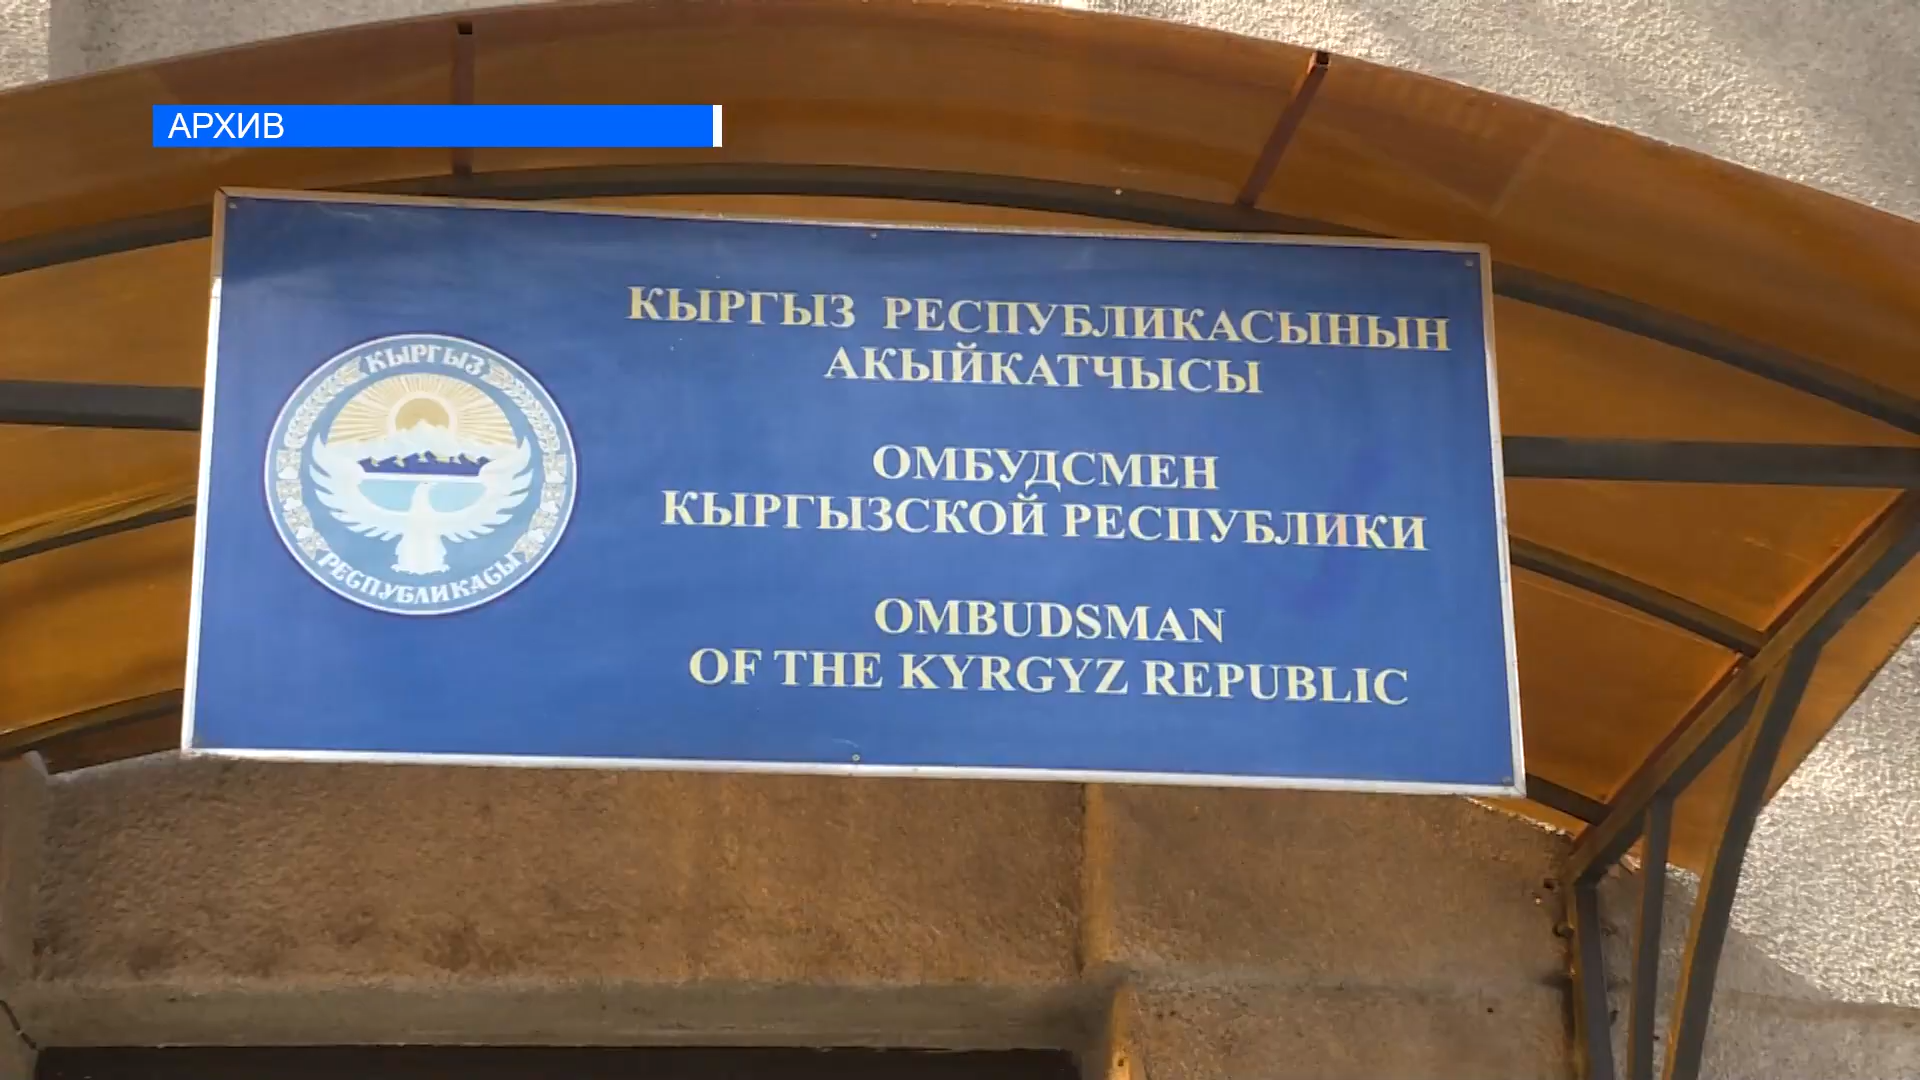 АРХИВ
КЫРГЫЗ РЕСПУБЛИКАСЫНЫН
АКЫЙКАТЧЫСЫ
КЫРГЫЗ
РЕСПУБЛИКАСЫ
ОМБУДСМЕН
КЫРГЫЗСКОЙ РЕСПУБЛИКИ
OMBUDSMAN
OF THE KYRGYZ REPUBLIC